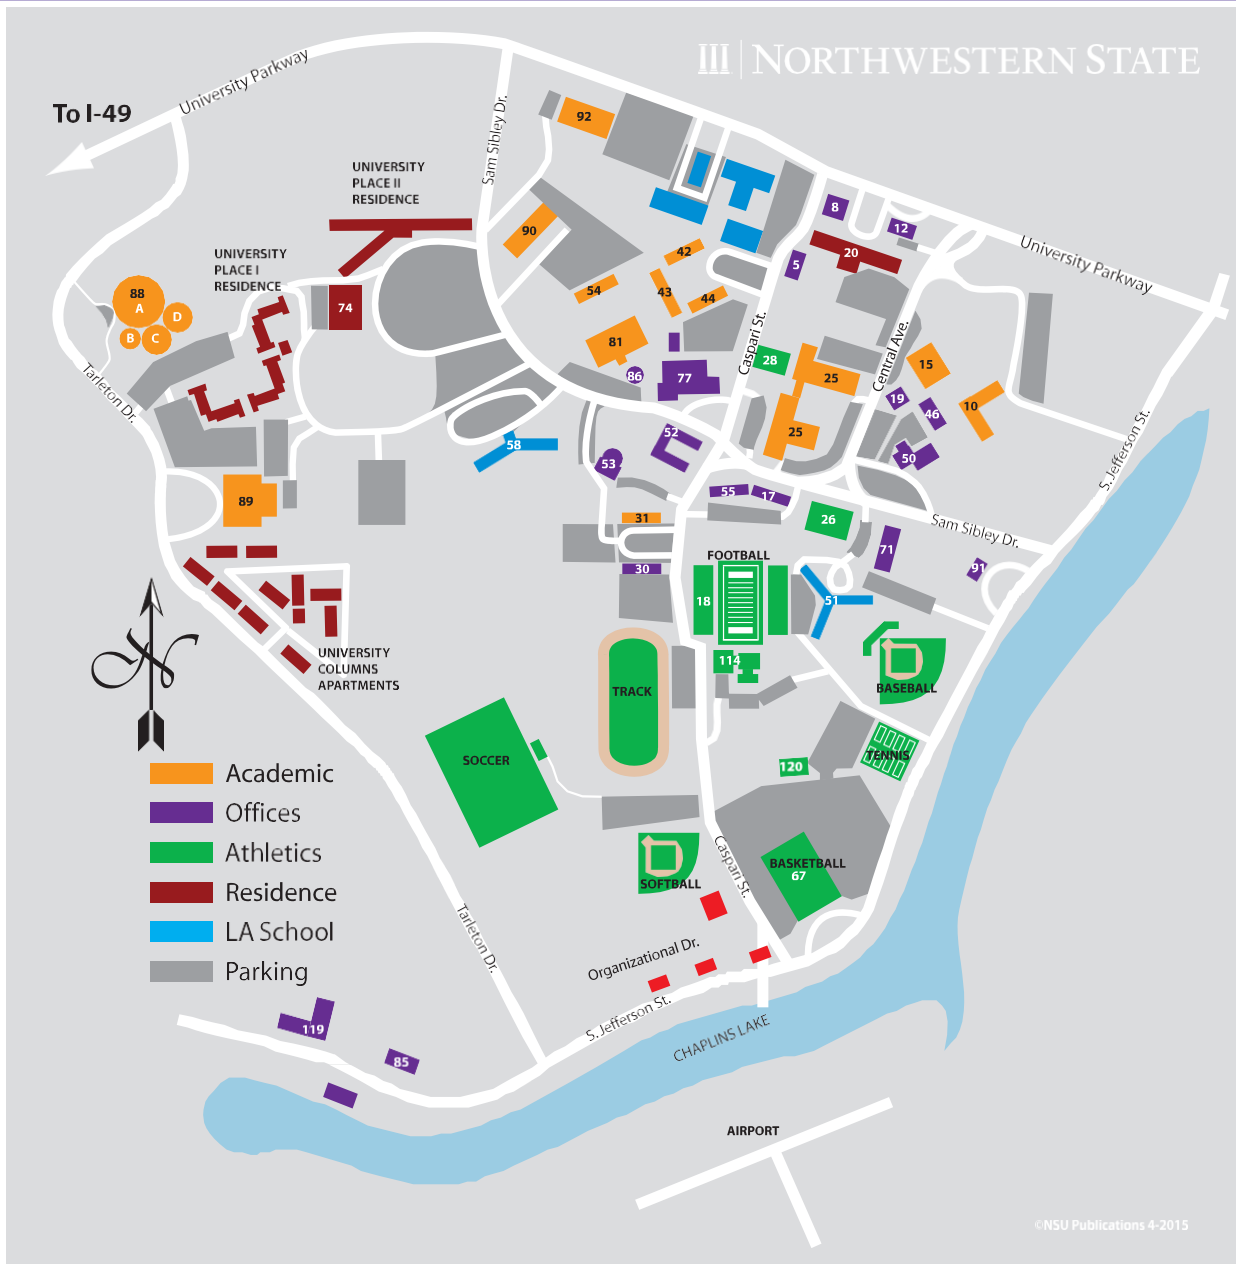 III NORTHWESTERN STATE
University Parkway
To I-49
Sam Sibley Dr.
92
UNIVERSITY
PLACE II
RESIDENCE
8
12
90
20
University Parkway
42
5
UNIVERSITY
PLACE I
RESIDENCE
88
A
D
B
C
74
54
43
44
Caspari St.
81
28
Central Ave.
15
25
86
77
19
46
10
Tarleton Dr.
52
25
58
53
50
S. Jefferson St.
89
55
17
31
26
Sam Sibley Dr.
71
FOOTBALL
30
91
18
51
UNIVERSITY
COLUMNS
APARTMENTS
114
TRACK
BASEBALL
SOCCER
TENNIS
120
Academic
Offices
Athletics
Residence
LA School
Parking
Caspari St.
BASKETBALL
67
SOFTBALL
Tarleton Dr.
Organizational Dr.
S. Jefferson St.
119
85
CHAPLINS LAKE
AIRPORT
©NSU Publications 4-2015